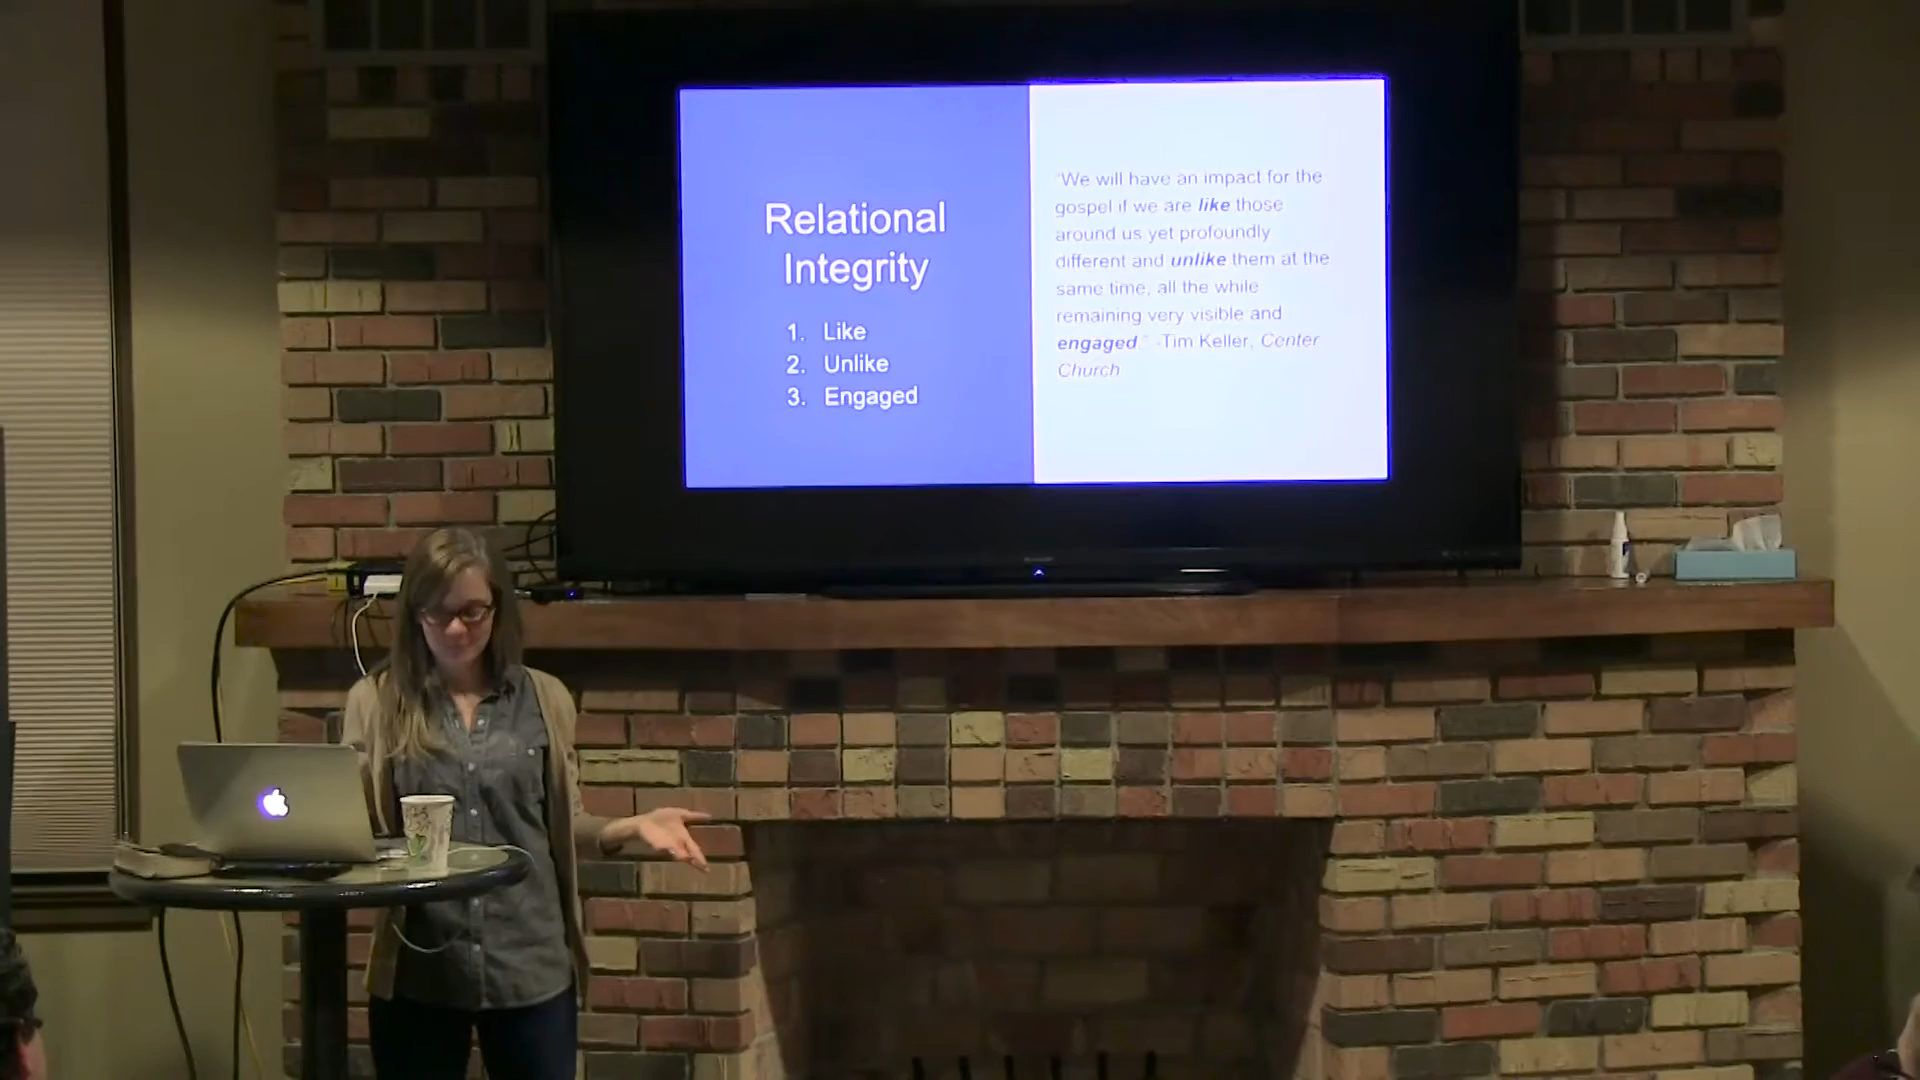 Relational
Integrity
1. Like
2. Unlike
3. Engaged
"We will have an impact for the
gospel if we are like those
around us yet profoundly
different and unlike them at the
same time, all the while
remaining very visible and
engaged." -Tim Keller, Center
Church